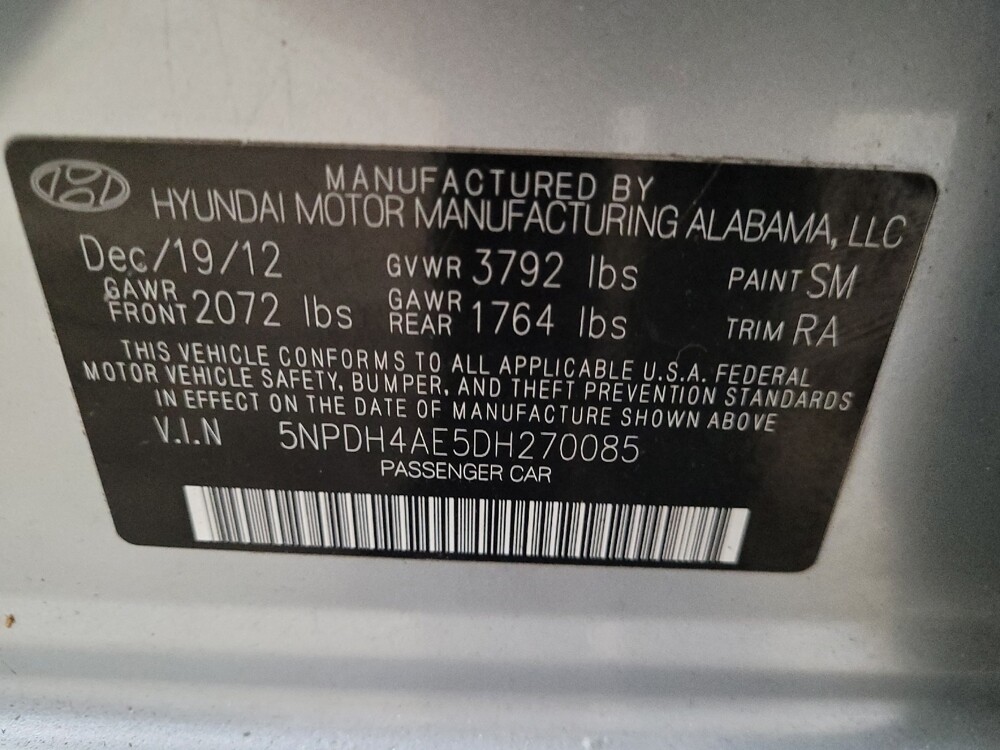 MANUFACTURED BY
HYUNDAI MOTOR MANUFACTURING ALABAMA, LLC
Dec/19/12 GVWR 3792 lbs PAINT SM
GAWR FRONT 2072 lbs GAWR REAR 1764 lbs TRIM RA
THIS VEHICLE CONFORMS TO ALL APPLICABLE U.S.A. FEDERAL
MOTOR VEHICLE SAFETY, BUMPER, AND THEFT PREVENTION STANDARDS
IN EFFECT ON THE DATE OF MANUFACTURE SHOWN ABOVE
V.I.N 5NPDH4AE5DH270085
PASSENGER CAR